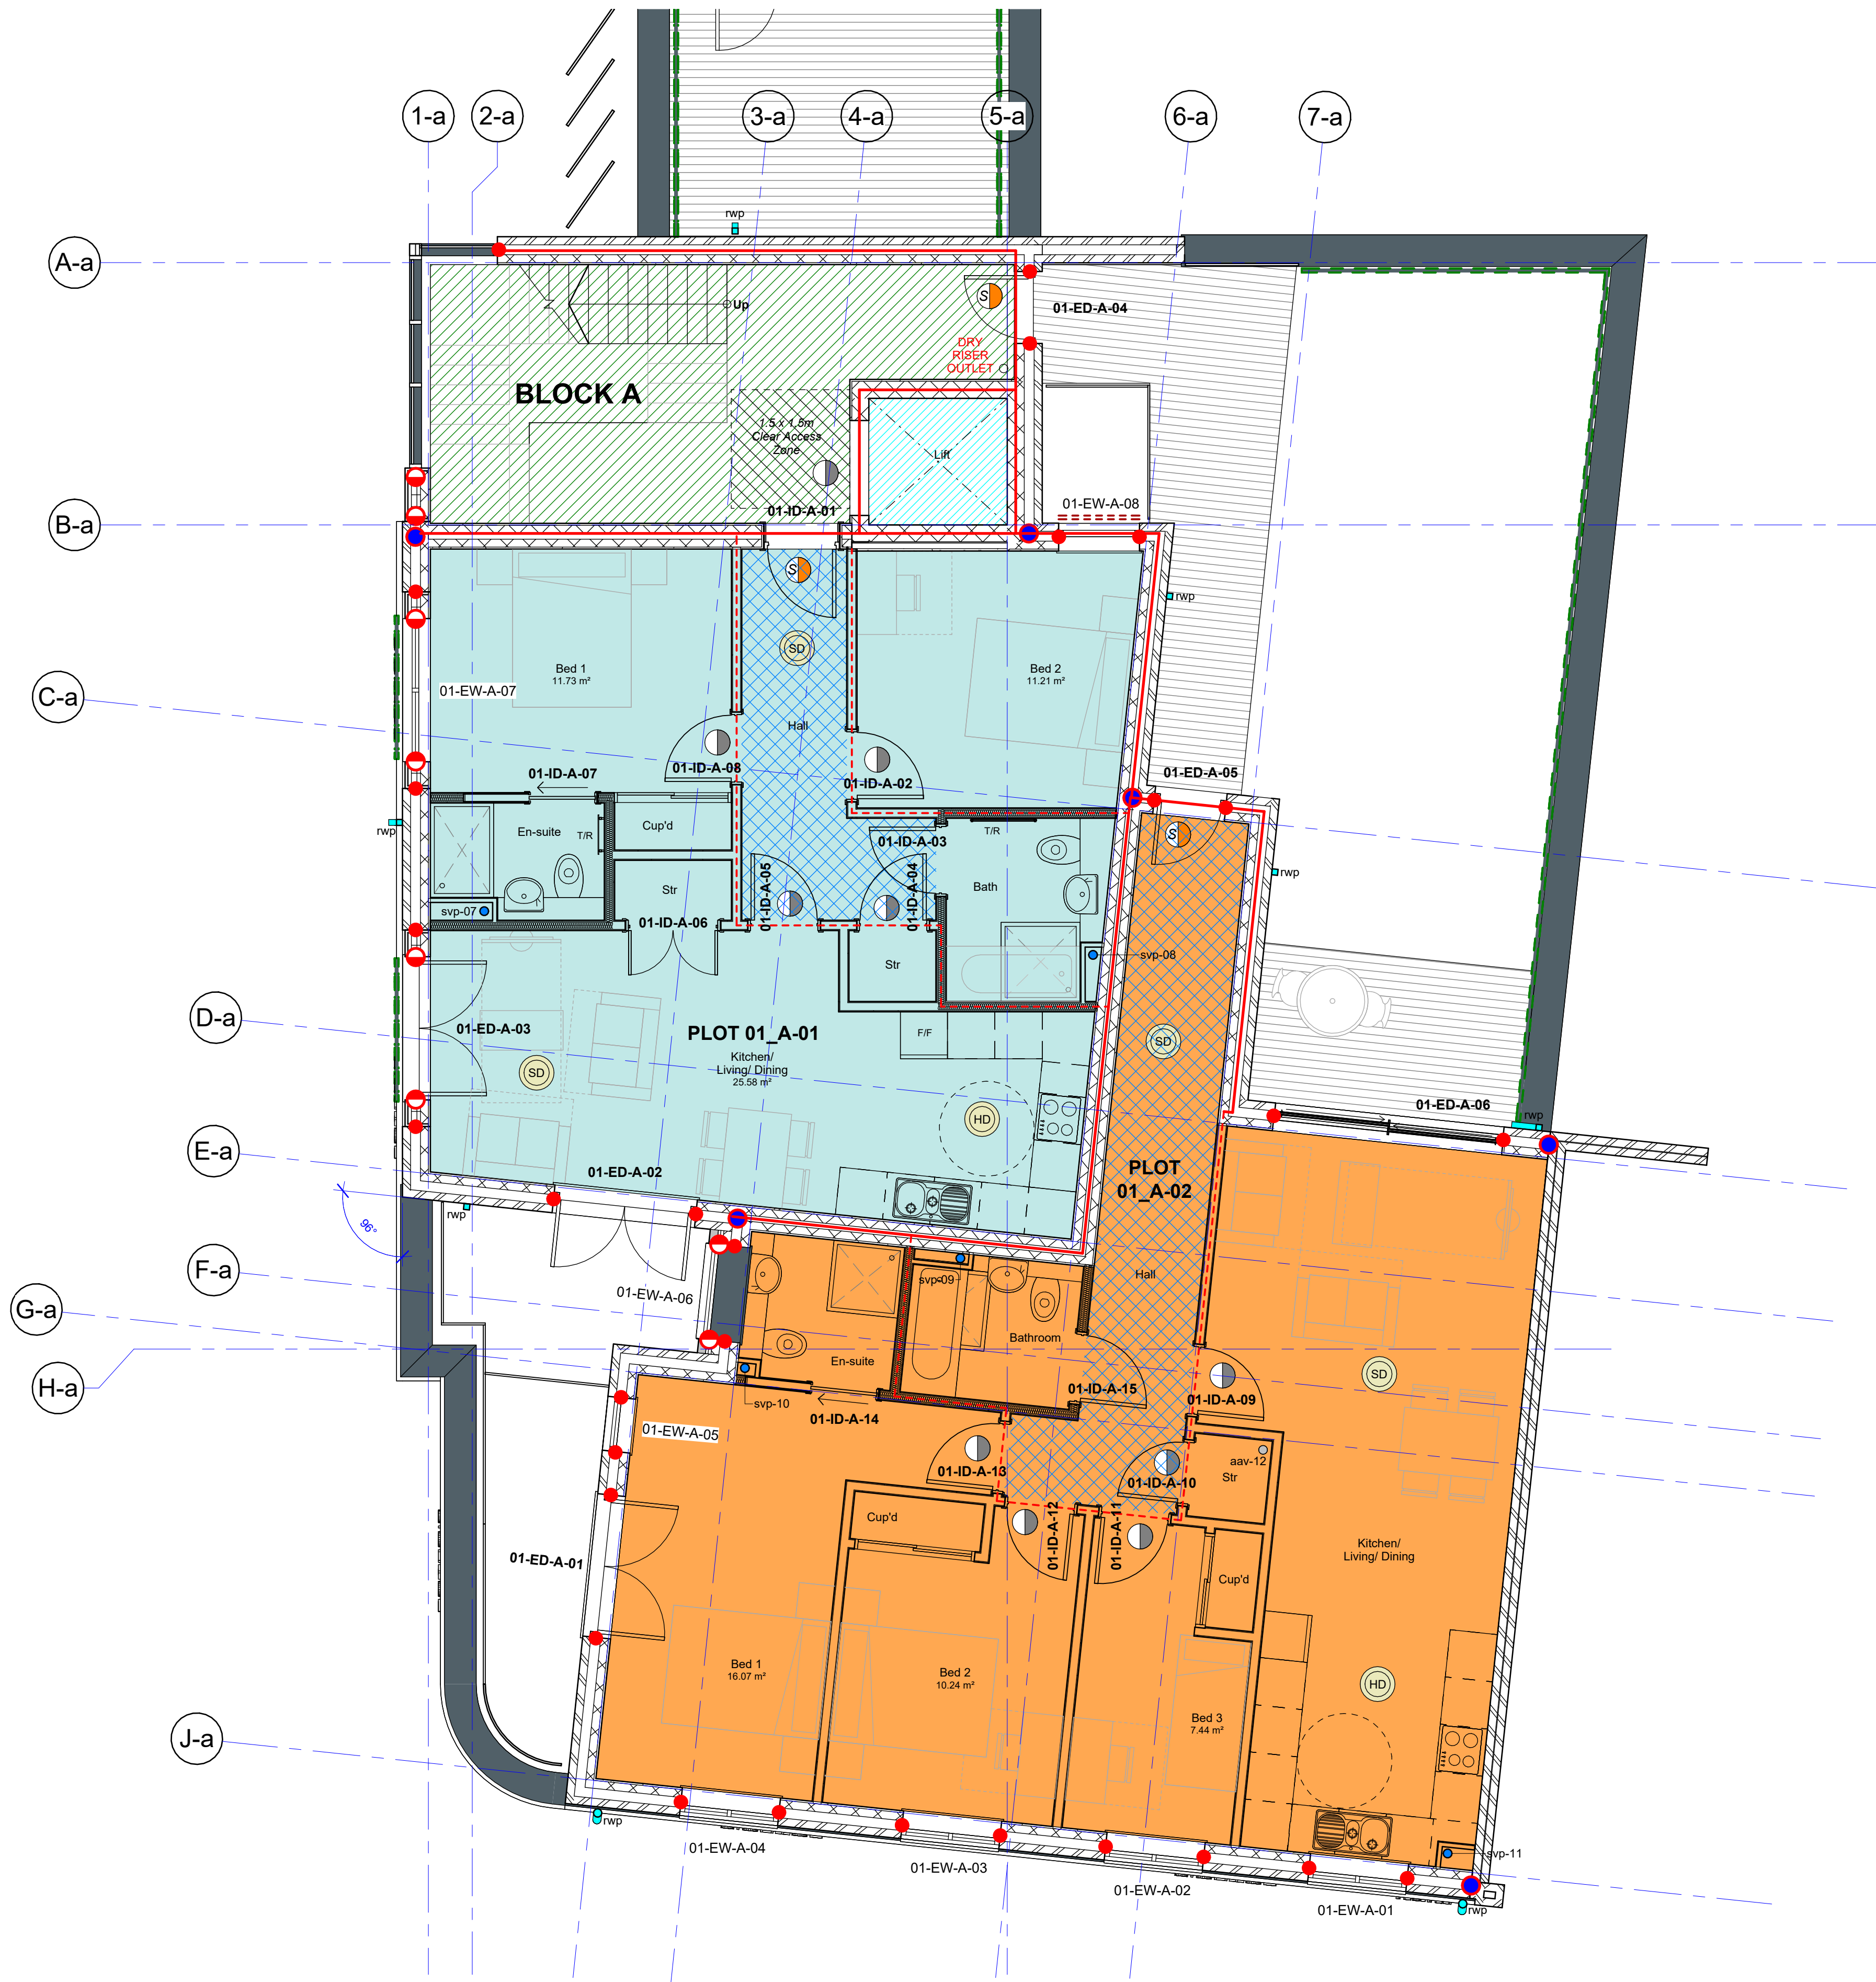 1-a
2-a
3-a
4-a
5-a
6-a
7-a
rwp
A-a
Up
S
01-ED-A-04
DRY
RISER
OUTLET
BLOCK A
1.5 x 1.5m
Clear Access
Zone
Lift
01-EW-A-08
01-ID-A-01
B-a
S
rwp
SD
Bed 1
11.73 m²
Bed 2
11.21 m²
01-EW-A-07
C-a
Hall
01-ID-A-07
01-ID-A-08
01-ID-A-02
01-ED-A-05
En-suite
T/R
Cup'd
rwp
T/R
01-ID-A-03
S
rwp
Str
01-ID-A-05
01-ID-A-04
Bath
svp-07
01-ID-A-06
Str
svp-08
D-a
01-ED-A-03
PLOT 01_A-01
Kitchen/
Living/ Dining
25.58 m²
F/F
SD
SD
HD
01-ED-A-06
rwp
E-a
01-ED-A-02
PLOT
01_A-02
rwp
96°
F-a
svp-09
Hall
01-EW-A-06
G-a
Bathroom
En-suite
H-a
SD
01-ID-A-15
01-ID-A-09
svp-10
01-ID-A-14
01-EW-A-05
aav-12
Str
01-ID-A-13
01-ID-A-10
Cup'd
01-ID-A-12
01-ID-A-11
Kitchen/
Living/ Dining
01-ED-A-01
Cup'd
Bed 1
16.07 m²
Bed 2
10.24 m²
HD
Bed 3
7.44 m²
J-a
rwp
01-EW-A-04
01-EW-A-03
01-EW-A-02
01-EW-A-01
svp-11
rwp